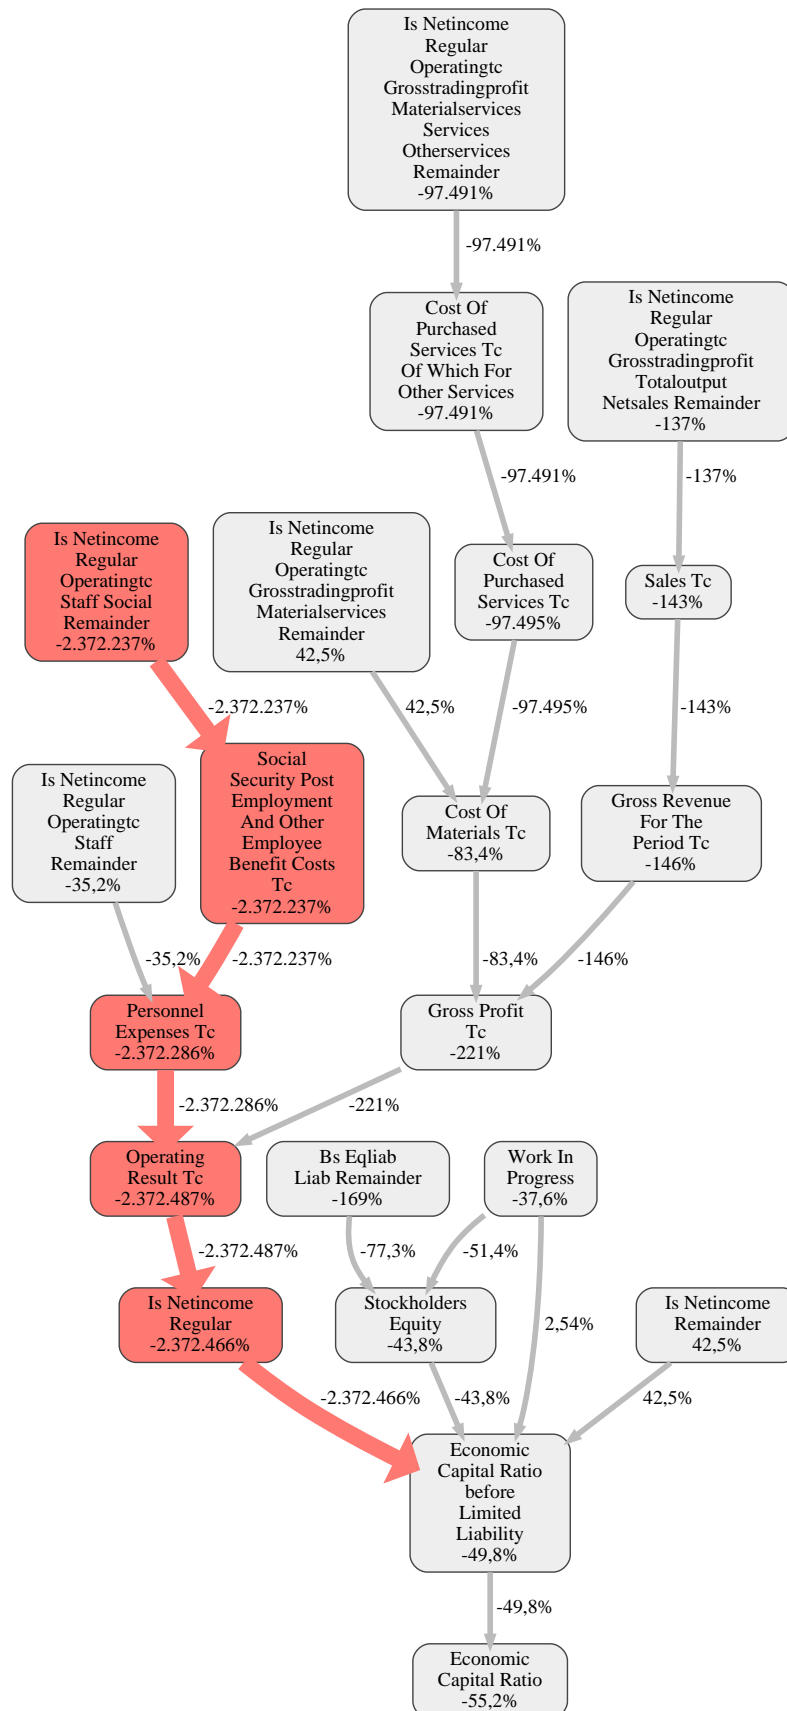 Is Netincome
Regular
Operatingtc
Grosstradingprofit
Materialservices
Services
Otherservices
Remainder
-97.491%
-97.491%
Cost Of
Purchased
Services Tc
Of Which For
Other Services
-97.491%
Is Netincome
Regular
Operatingtc
Grosstradingprofit
Totaloutput
Netsales Remainder
-137%
-97.491%
-137%
Is Netincome
Regular
Operatingtc
Staff Social
Remainder
-2.372.237%
Is Netincome
Regular
Operatingtc
Grosstradingprofit
Materialservices
Remainder
42,5%
Cost Of
Purchased
Services Tc
-97.495%
Sales Tc
-143%
-2.372.237%
42,5%
-97.495%
-143%
Is Netincome
Regular
Operatingtc
Staff
Remainder
-35,2%
Social
Security Post
Employment
And Other
Employee
Benefit Costs
Tc
-2.372.237%
Cost Of
Materials Tc
-83,4%
Gross Revenue
For The
Period Tc
-146%
-35,2%
-2.372.237%
-83,4%
-146%
Personnel
Expenses Tc
-2.372.286%
Gross Profit
Tc
-221%
-2.372.286%
-221%
Operating
Result Tc
-2.372.487%
Bs Eqliab
Liab Remainder
-169%
Work In
Progress
-37,6%
-2.372.487%
-77,3%
-51,4%
2,54%
Is Netincome
Regular
-2.372.466%
Stockholders
Equity
-43,8%
Is Netincome
Remainder
42,5%
-2.372.466%
-43,8%
42,5%
Economic
Capital Ratio
before
Limited
Liability
-49,8%
-49,8%
Economic
Capital Ratio
-55,2%